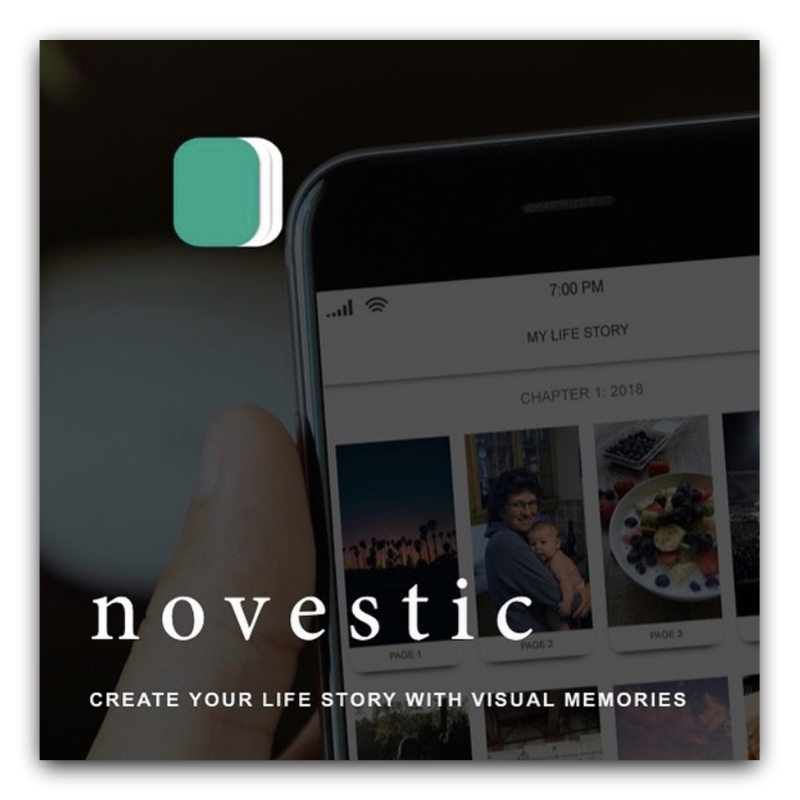 7:00 PM
MY LIFE STORY
CHAPTER 1: 2018
PAGE 1
PAGE 2
PAGE 3
novestic
CREATE YOUR LIFE STORY WITH VISUAL MEMORIES